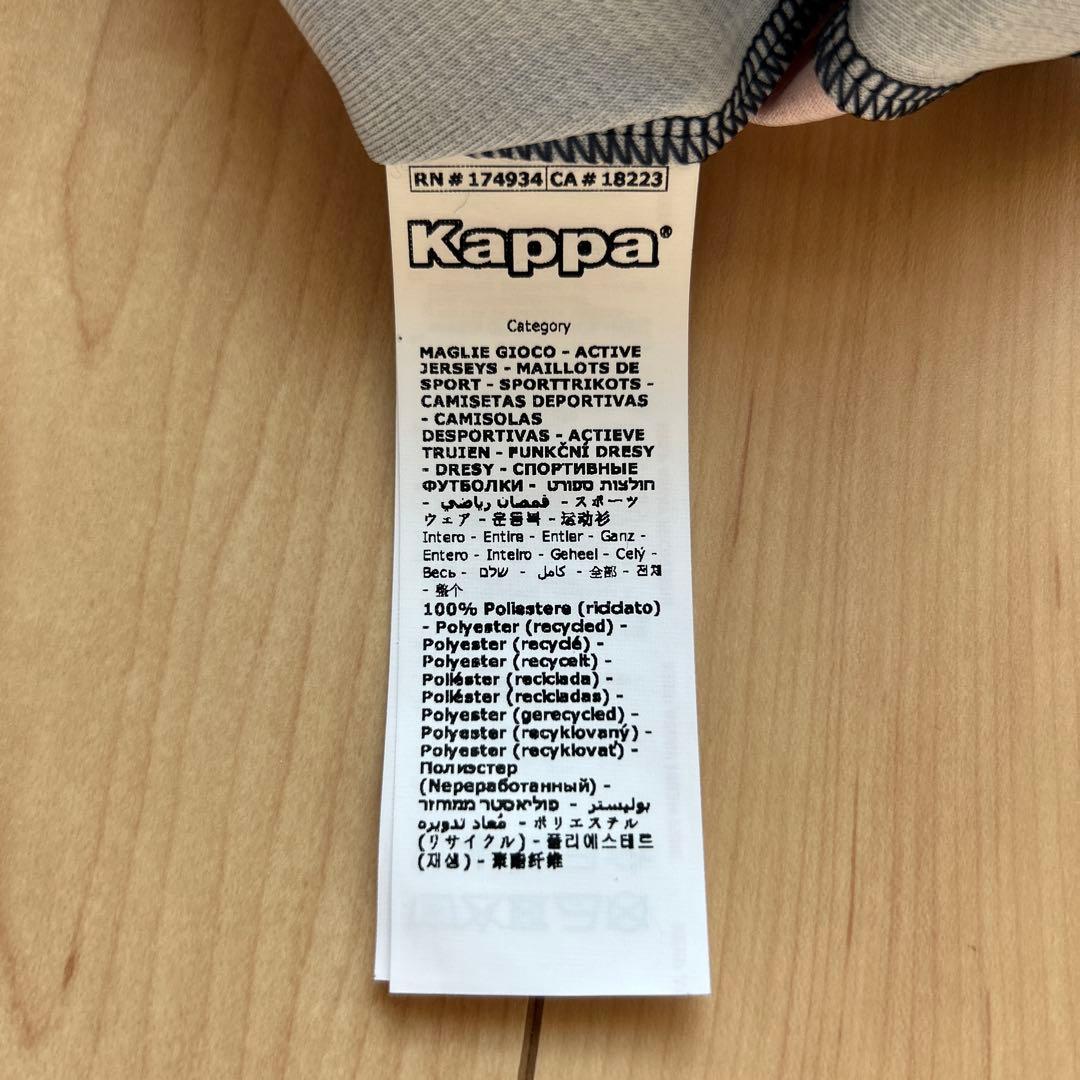 RN # 174934 CA # 18223
Kappa®
Category
MAGLIE GIOCO - ACTIVE
JERSEYS - MAILLOTS DE
SPORT - SPORTTRIKOTS -
CAMISETAS DEPORTIVAS
- CAMISOLAS
DESPORTIVAS - ACTIEVE
TRUIEN - FUNKČNÍ DRESY
- DRESY - СПОРТИВНЫЕ
ФУТБОЛКИ - חולצות ספורט
- قمصان رياضي - スポーツ
ウェア - 운동복 - 运动衫
Intero - Entire - Entier - Ganz -
Entero - Inteiro - Geheel - Celý -
Весь - שלם - كامل - 全部 - 전체
- 整个
100% Poliestere (riciclato)
- Polyester (recycled) -
Polyester (recyclé) -
Polyester (recycelt) -
Poliéster (reciclada) -
Poliéster (recicladas) -
Polyester (gerecycled) -
Polyester (recyklovaný) -
Polyester (recyklovať) -
Полиэстер
(Nереработанный) -
פוליאסטר ממוחזר - بوليستر
مُعاد تدويره - ポリエステル
(リサイクル) - 폴리에스테르
(재생) - 聚酯纤维